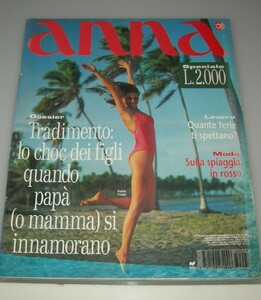 anna
Speciale
L.2.000
Dossier
Tradimento:
lo choc dei figli
quando
papà
(o mamma) si
innamorano
Lavoro
Quante ferie
ti spettano?
Moda
Sulla spiaggia
in rosso